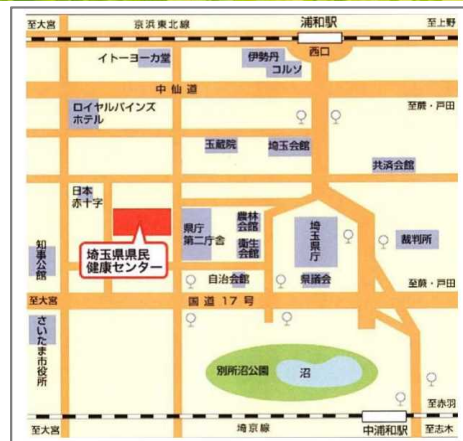 至大宮
京浜東北線
浦和駅
至上野
イトーヨーカ堂
伊勢丹
コルソ
西口
中仙道
ロイヤルパインズ
ホテル
至蕨・戸田
玉蔵院
埼玉会館
共済会館
日本
赤十字
県庁
第二庁舎
農林
会館
衛生
会館
埼玉県庁
裁判所
知事公館
埼玉県県民
健康センター
自治会館
県議会
至大宮
国道17号
至蕨・戸田
さいたま市役所
別所沼公園
沼
至赤羽
至大宮
埼京線
中浦和駅
至志木